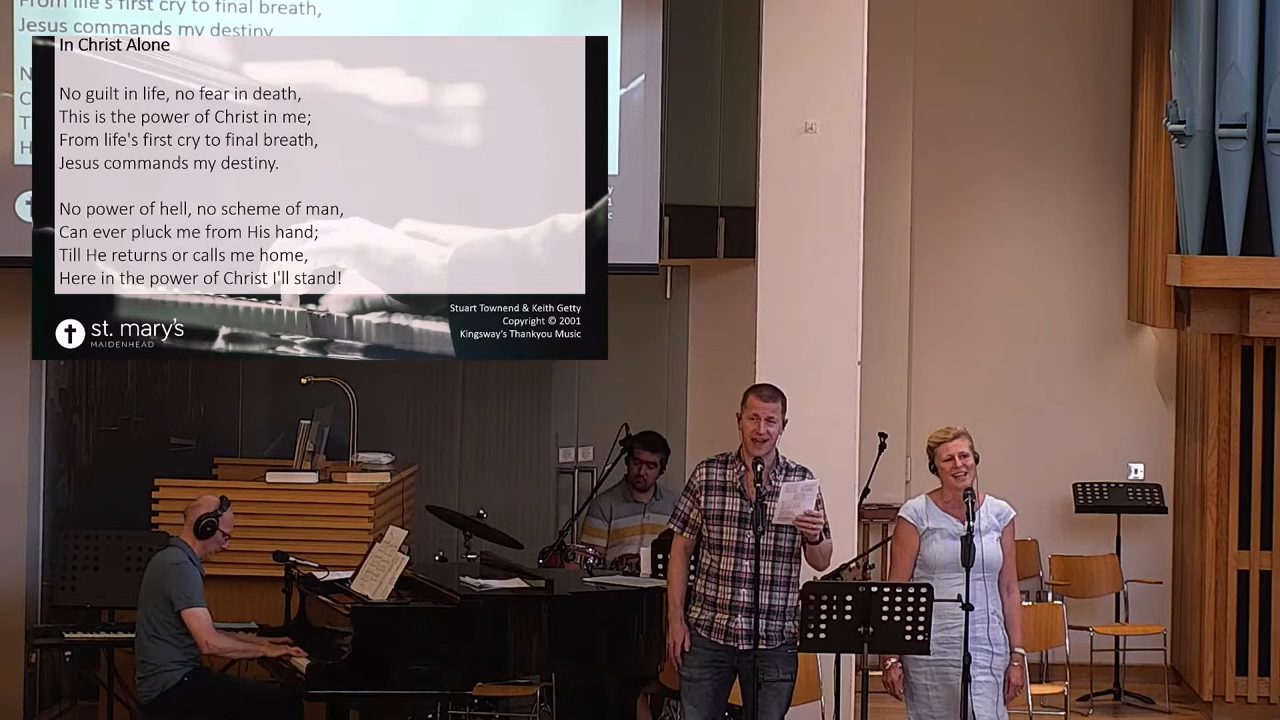 From life's first cry to final breath,
Jesus commands my destiny.
In Christ Alone
No guilt in life, no fear in death,
This is the power of Christ in me;
From life's first cry to final breath,
Jesus commands my destiny.
No power of hell, no scheme of man,
Can ever pluck me from His hand;
Till He returns or calls me home,
Here in the power of Christ I'll stand!
Stuart Townend & Keith Getty
Copyright © 2001
Kingsway's Thankyou Music
st. mary's
MAIDENHEAD